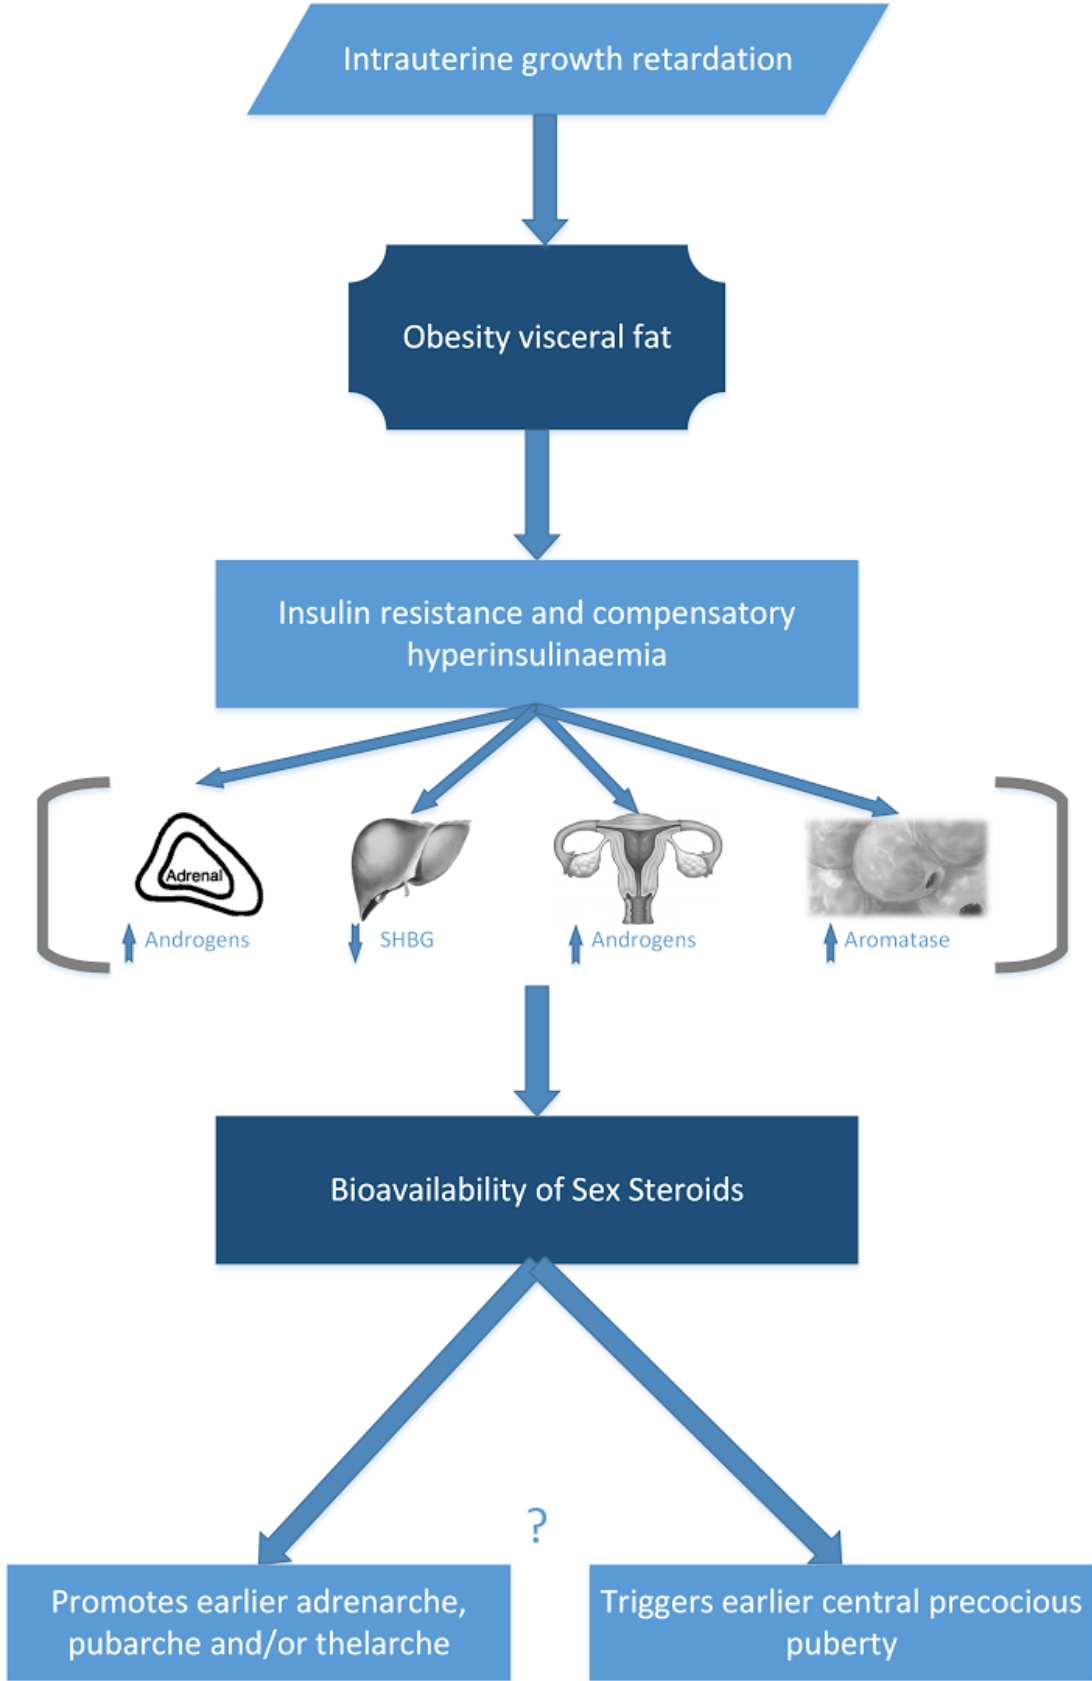 Intrauterine growth retardation
Obesity visceral fat
Insulin resistance and compensatory
hyperinsulinaemia
Adrenal
Androgens
SHBG
Androgens
Aromatase
Bioavailability of Sex Steroids
?
Promotes earlier adrenarche,
pubarche and/or thelarche
Triggers earlier central precocious
puberty